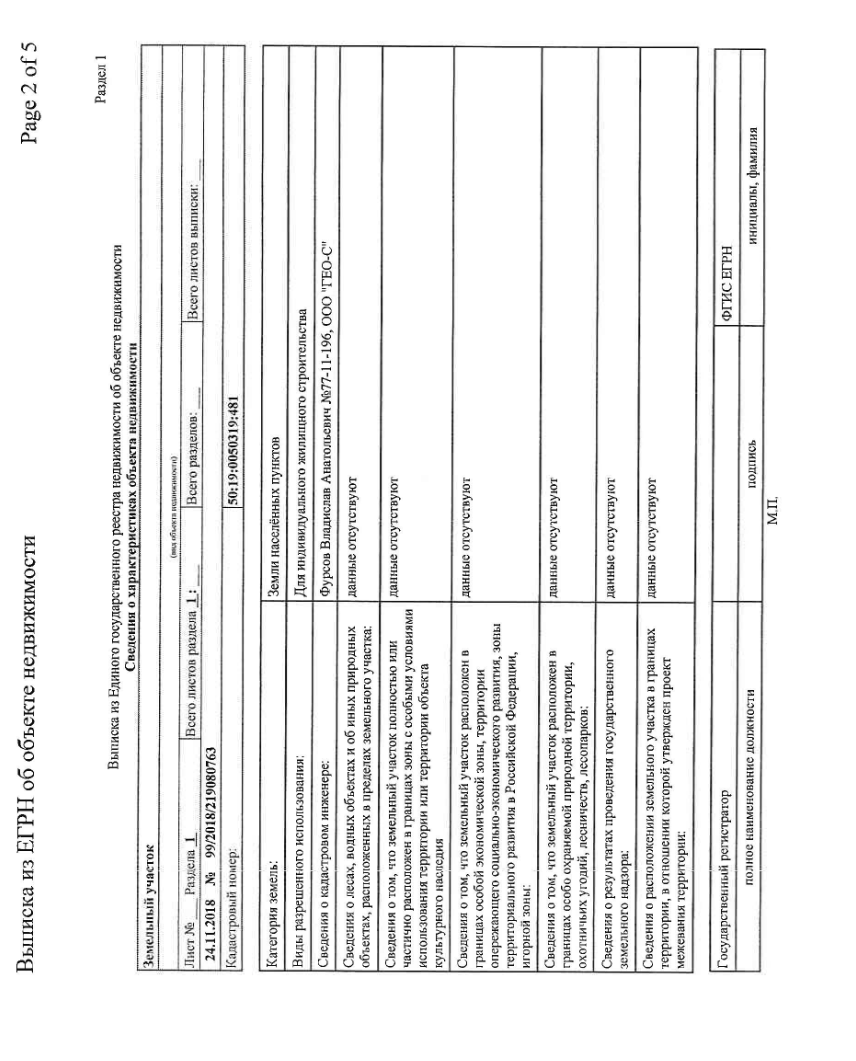 Выписка из ЕГРН об объекте недвижимости
Page 2 of 5
Раздел 1
Выписка из Единого государственного реестра недвижимости об объекте недвижимости
Сведения о характеристиках объекта недвижимости
Земельный участок
(вид объекта недвижимости)
Лист № ___ Раздела 1
Всего листов раздела 1 : ___
Всего разделов: ___
Всего листов выписки: ___
24.11.2018 № 99/2018/219080763
Кадастровый номер:
50:19:0050319:481
Категория земель:
Земли населённых пунктов
Виды разрешенного использования:
Для индивидуального жилищного строительства
Сведения о кадастровом инженере:
Фурсов Владислав Анатольевич №77-11-196, ООО "ГЕО-С"
Сведения о лесах, водных объектах и об иных природных
объектах, расположенных в пределах земельного участка:
данные отсутствуют
Сведения о том, что земельный участок полностью или
частично расположен в границах зоны с особыми условиями
использования территории или территории объекта
культурного наследия
данные отсутствуют
Сведения о том, что земельный участок расположен в
границах особой экономической зоны, территории
опережающего социально-экономического развития, зоны
территориального развития в Российской Федерации,
игорной зоны:
данные отсутствуют
Сведения о том, что земельный участок расположен в
границах особо охраняемой природной территории,
охотничьих угодий, лесничеств, лесопарков:
данные отсутствуют
Сведения о результатах проведения государственного
земельного надзора:
данные отсутствуют
Сведения о расположении земельного участка в границах
территории, в отношении которой утвержден проект
межевания территории:
данные отсутствуют
Государственный регистратор
ФГИС ЕГРН
полное наименование должности
подпись
инициалы, фамилия
М.П.